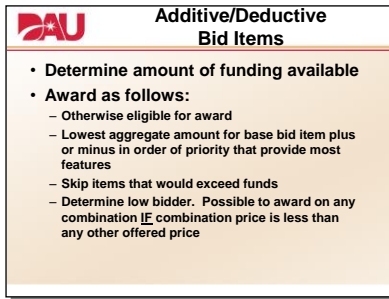 DAU
Additive/Deductive
Bid Items
• Determine amount of funding available
• Award as follows:
– Otherwise eligible for award
– Lowest aggregate amount for base bid item plus
or minus in order of priority that provide most
features
– Skip items that would exceed funds
– Determine low bidder. Possible to award on any
combination IF combination price is less than
any other offered price